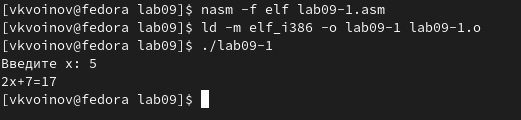 [vkvoinov@fedora lab09]$ nasm -f elf lab09-1.asm
[vkvoinov@fedora lab09]$ ld -m elf_i386 -o lab09-1 lab09-1.o
[vkvoinov@fedora lab09]$ ./lab09-1
Введите x: 5
2x+7=17
[vkvoinov@fedora lab09]$